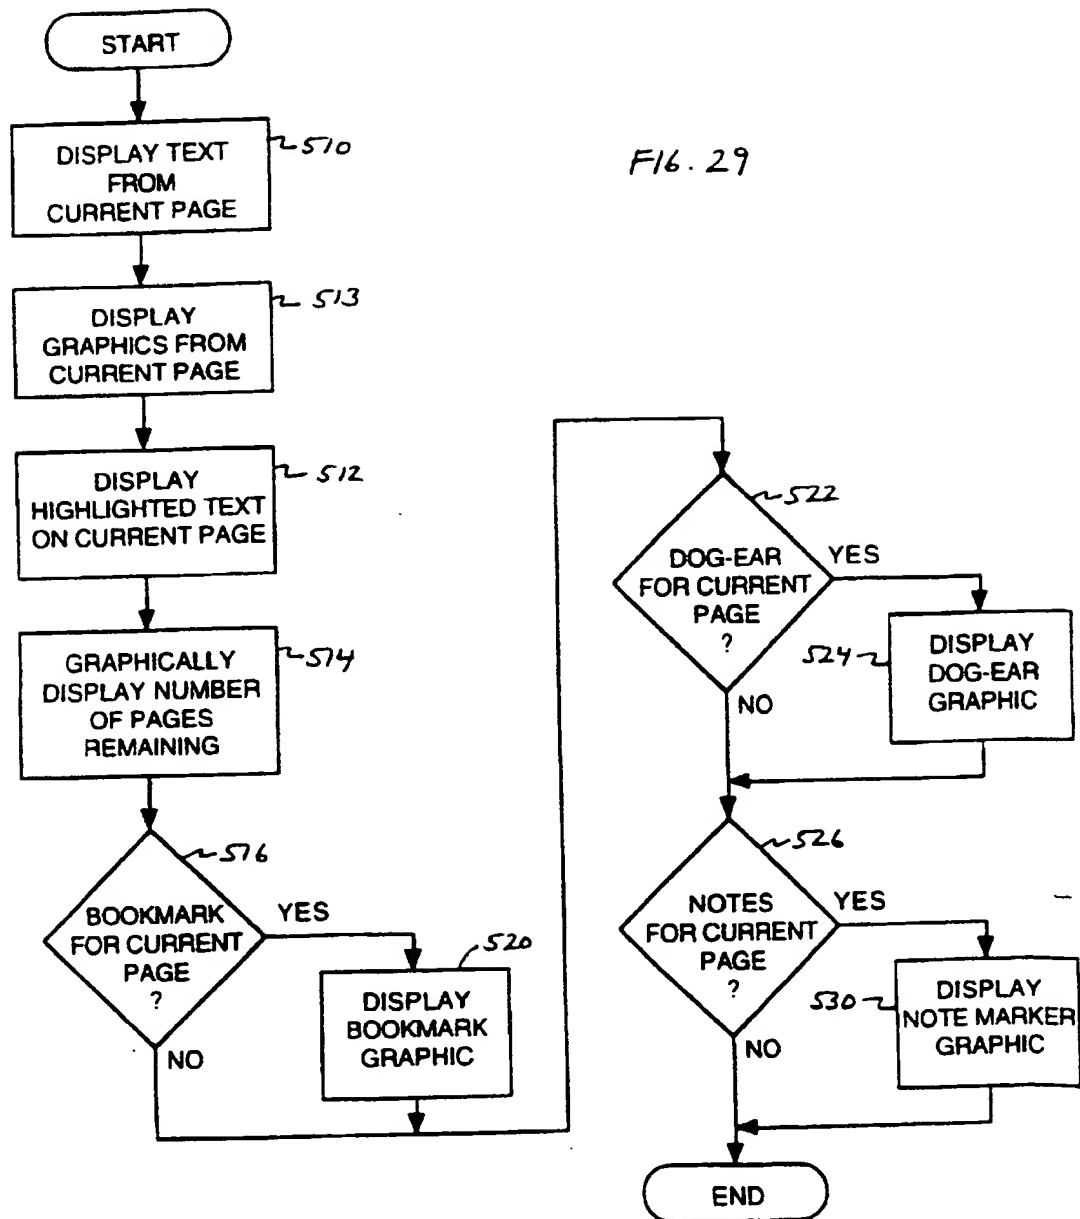 START
DISPLAY TEXT
FROM
CURRENT PAGE
510
FIG. 29
DISPLAY
GRAPHICS FROM
CURRENT PAGE
513
DISPLAY
HIGHLIGHTED TEXT
ON CURRENT PAGE
512
GRAPHICALLY
DISPLAY NUMBER
OF PAGES
REMAINING
514
516
BOOKMARK
FOR CURRENT
PAGE
?
YES
NO
520
DISPLAY
BOOKMARK
GRAPHIC
522
DOG-EAR
FOR CURRENT
PAGE
?
YES
NO
524
DISPLAY
DOG-EAR
GRAPHIC
526
NOTES
FOR CURRENT
PAGE
?
YES
NO
530
DISPLAY
NOTE MARKER
GRAPHIC
END